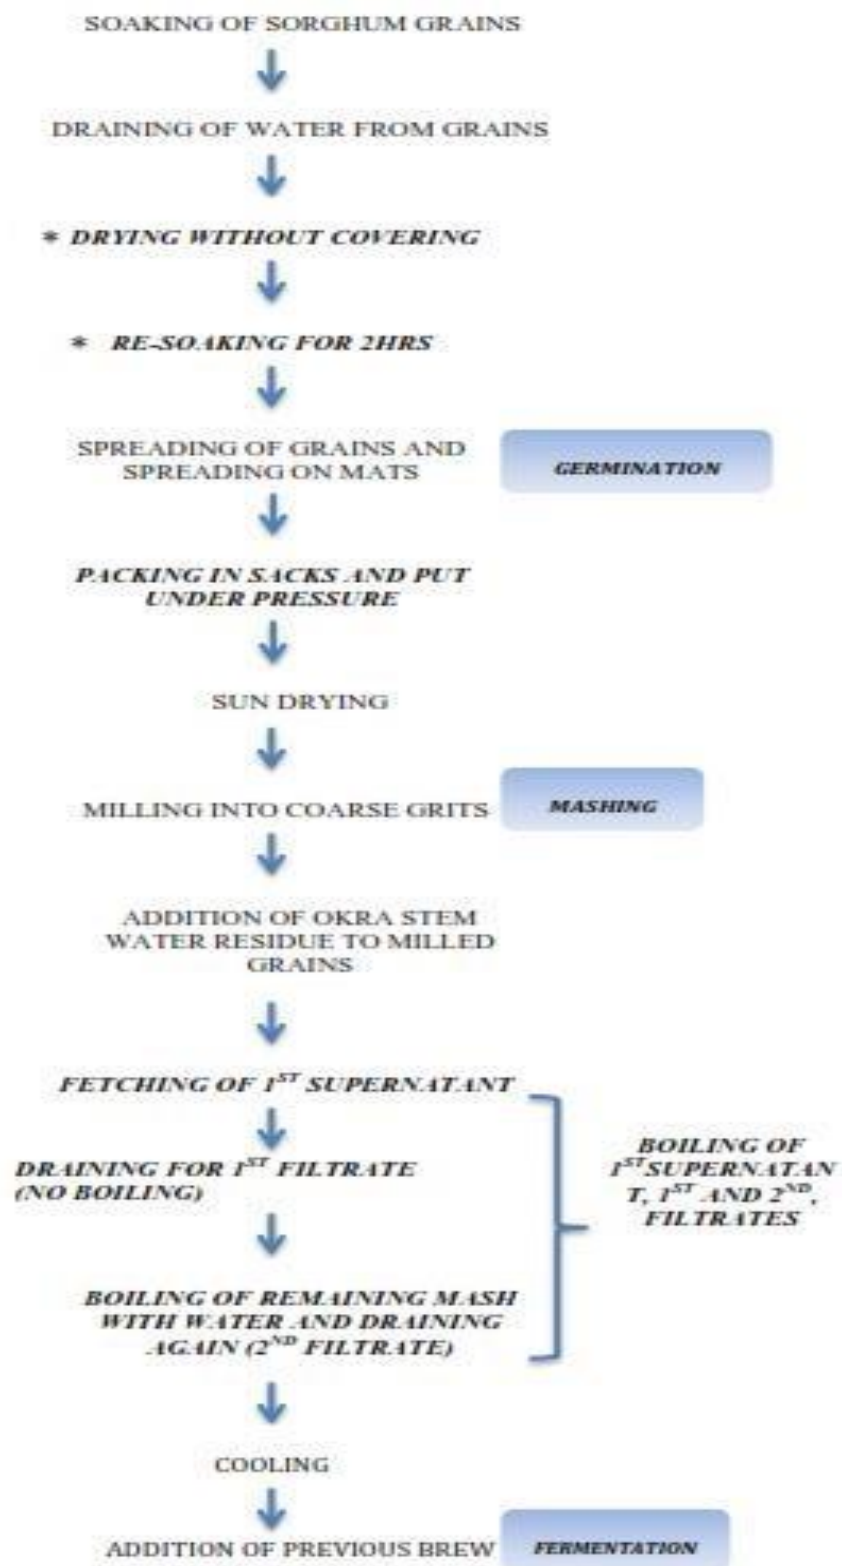 SOAKING OF SORGHUM GRAINS
DRAINING OF WATER FROM GRAINS
* DRYING WITHOUT COVERING
* RE-SOAKING FOR 2HRS
SPREADING OF GRAINS AND
SPREADING ON MATS
GERMINATION
PACKING IN SACKS AND PUT
UNDER PRESSURE
SUN DRYING
MILLING INTO COARSE GRITS
MASHING
ADDITION OF OKRA STEM
WATER RESIDUE TO MILLED
GRAINS
FETCHING OF 1ST SUPERNATANT
DRAINING FOR 1ST FILTRATE
(NO BOILING)
BOILING OF REMAINING MASH
WITH WATER AND DRAINING
AGAIN (2ND FILTRATE)
BOILING OF
1ST SUPERNATAN
T, 1ST AND 2ND,
FILTRATES
COOLING
ADDITION OF PREVIOUS BREW
FERMENTATION